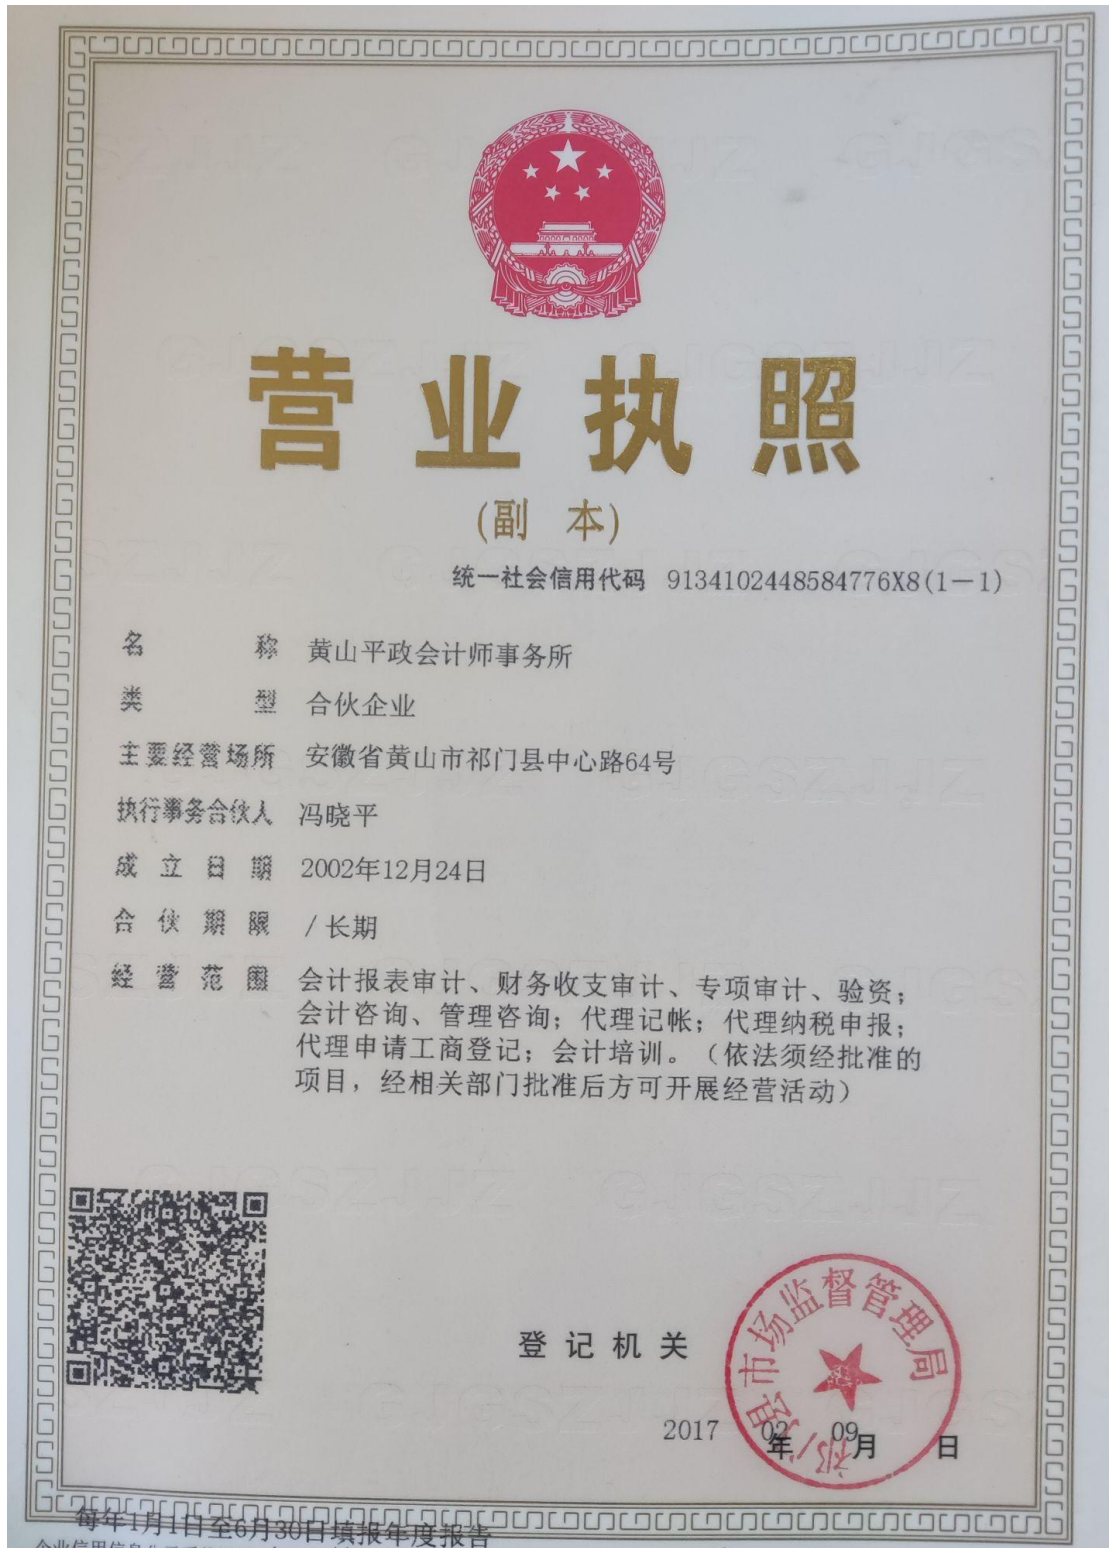 营业执照
(副 本)
统一社会信用代码 9134102448584776X8(1-1)
名 称 黄山平政会计师事务所
类 型 合伙企业
主要经营场所 安徽省黄山市祁门县中心路64号
执行事务合伙人 冯晓平
成立日期 2002年12月24日
合伙期限 /长期
经营范围 会计报表审计、财务收支审计、专项审计、验资；
会计咨询、管理咨询；代理记帐；代理纳税申报；
代理申请工商登记；会计培训。（依法须经批准的
项目，经相关部门批准后方可开展经营活动）
祁门县市场监督管理局
登记机关
2017 年 02 月 09 日
每年1月1日至6月30日填报年度报告